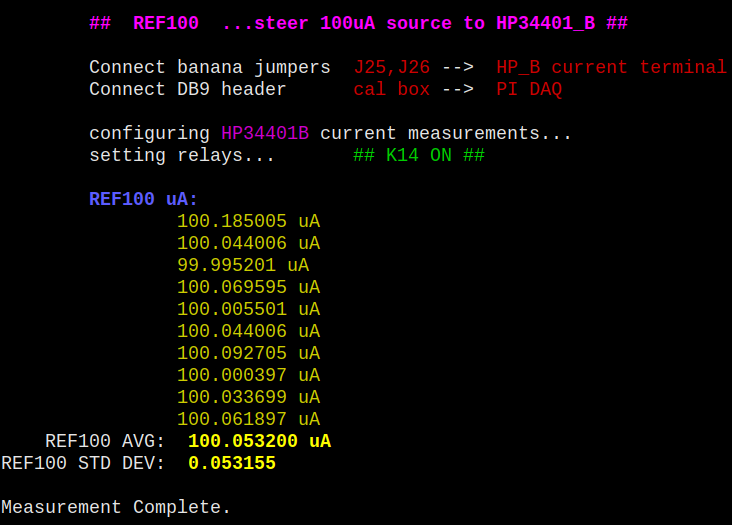 ##  REF100  ...steer 100uA source to HP34401_B ##
Connect banana jumpers  J25,J26 -->  HP_B current terminal
Connect DB9 header      cal box -->  PI DAQ
configuring HP34401B current measurements...
setting relays...       ## K14 ON ##
REF100 uA:
100.185005 uA
100.044006 uA
99.995201 uA
100.069595 uA
100.005501 uA
100.044006 uA
100.092705 uA
100.000397 uA
100.033699 uA
100.061897 uA
REF100 AVG:  100.053200 uA
REF100 STD DEV:  0.053155
Measurement Complete.